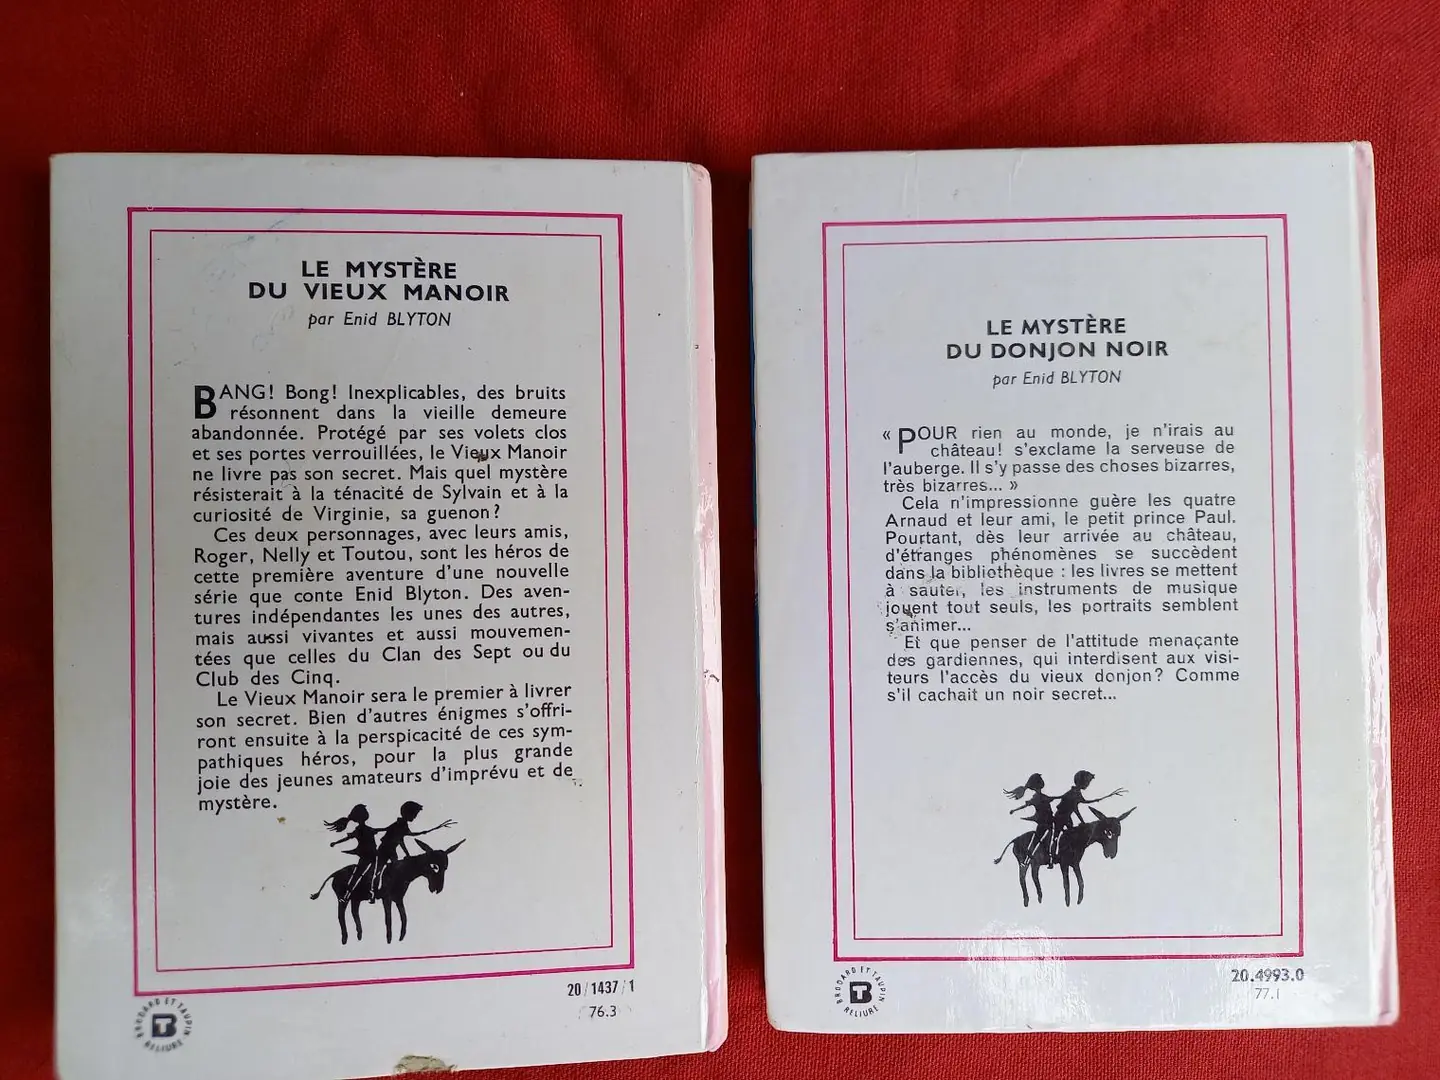 LE MYSTÈRE
DU VIEUX MANOIR
par Enid BLYTON
BANG! Bong! Inexplicables, des bruits
résonnent dans la vieille demeure
abandonnée. Protégé par ses volets clos
et ses portes verrouillées, le Vieux Manoir
ne livre pas son secret. Mais quel mystère
résisterait à la ténacité de Sylvain et à la
curiosité de Virginie, sa guenon?
Ces deux personnages, avec leurs amis,
Roger, Nelly et Toutou, sont les héros de
cette première aventure d'une nouvelle
série que conte Enid Blyton. Des aven-
tures indépendantes les unes des autres,
mais aussi vivantes et aussi mouvemen-
tées que celles du Clan des Sept ou du
Club des Cinq.
Le Vieux Manoir sera le premier à livrer
son secret. Bien d'autres énigmes s'offri-
ront ensuite à la perspicacité de ces sym-
pathiques héros, pour la plus grande
joie des jeunes amateurs d'imprévu et de
mystère.
BRODARD ET TAUPIN
BT
RELIURE
20/1437/1
76.3
LE MYSTÈRE
DU DONJON NOIR
par Enid BLYTON
« POUR rien au monde, je n'irais au
château! s'exclame la serveuse de
l'auberge. Il s'y passe des choses bizarres,
très bizarres... »
Cela n'impressionne guère les quatre
Arnaud et leur ami, le petit prince Paul.
Pourtant, dès leur arrivée au château,
d'étranges phénomènes se succèdent
dans la bibliothèque : les livres se mettent
à sauter, les instruments de musique
jouent tout seuls, les portraits semblent
s'animer...
Et que penser de l'attitude menaçante
des gardiennes, qui interdisent aux visi-
teurs l'accès du vieux donjon? Comme
s'il cachait un noir secret...
BRODARD ET TAUPIN
BT
RELIURE
20.4993.0
77.1